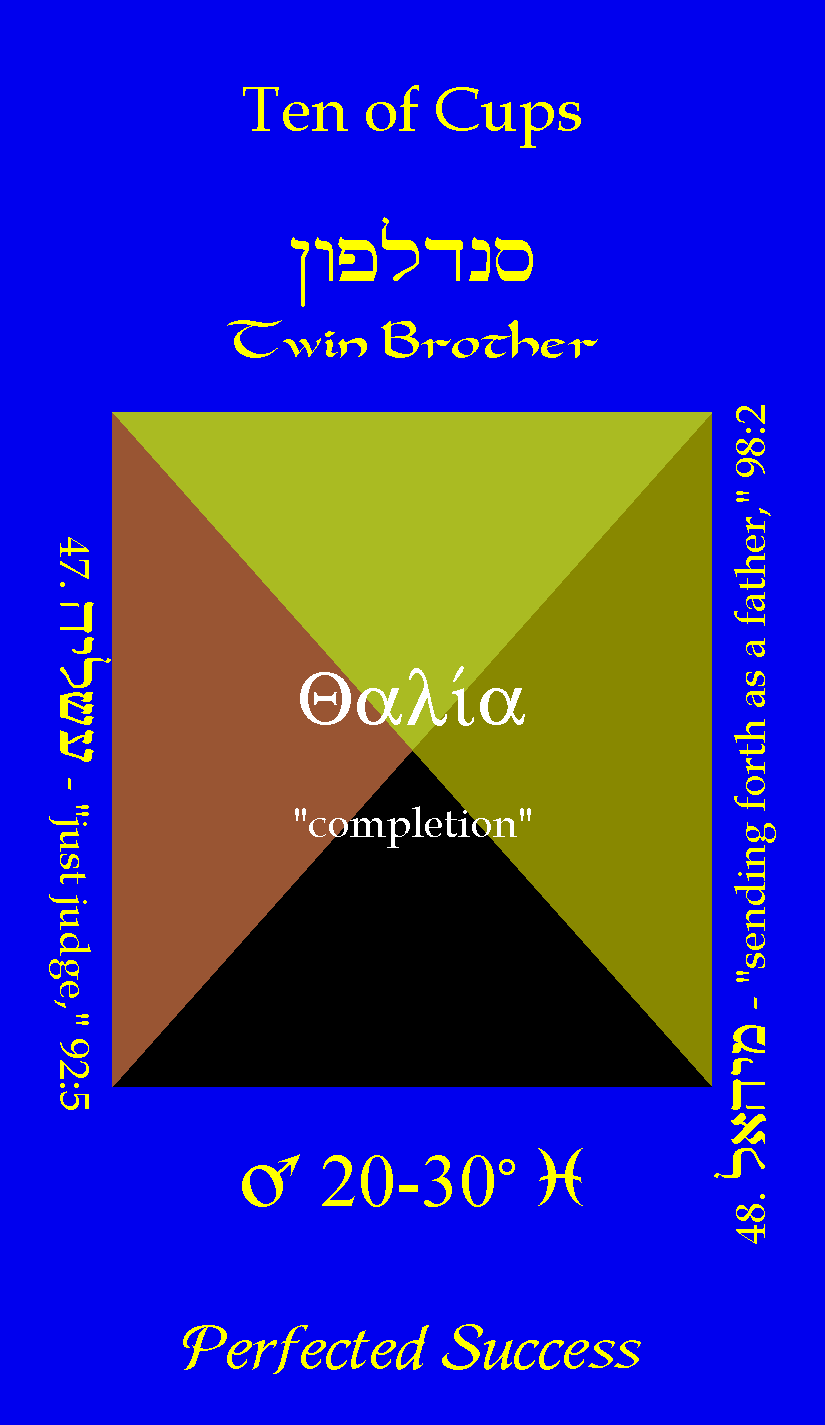 Ten of Cups
סנדלפון
Twin Brother
47. עשליה - "just judge," 92:5
Θαλία
"completion"
48. מיהאל - "sending forth as a father," 98:2
♂ 20-30° ♓
Perfected Success